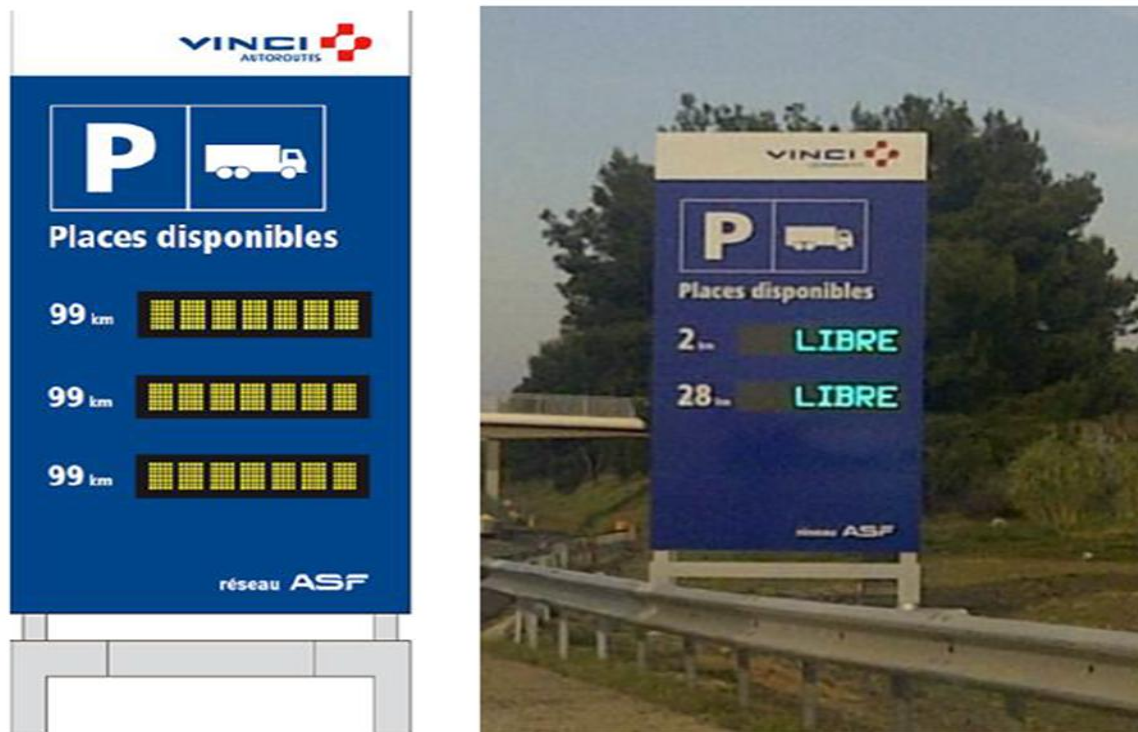 VINCI
AUTOROUTES
P
Places disponibles
99 km
99 km
99 km
réseau ASF
VINCI
P
Places disponibles
2 km LIBRE
28 km LIBRE
réseau ASF